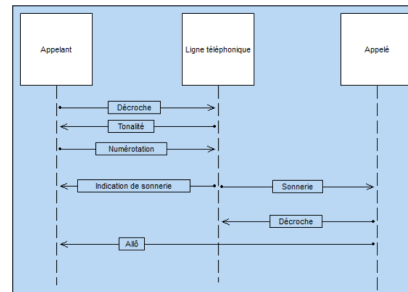 Appelant
Ligne téléphonique
Appelé
Décroche
Tonalité
Numérotation
Indication de sonnerie
Sonnerie
Décroche
Allô